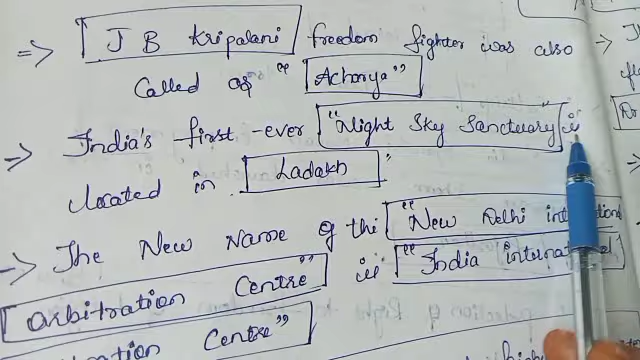 => J B Kripalani freedom fighter was also
Called as " Acharya"
-> India's first-ever "Night Sky Sanctuary" is
located in Ladakh"
-> The New Name of the "New Delhi international
Arbitration Centre" is "India international
Arbitration Centre"